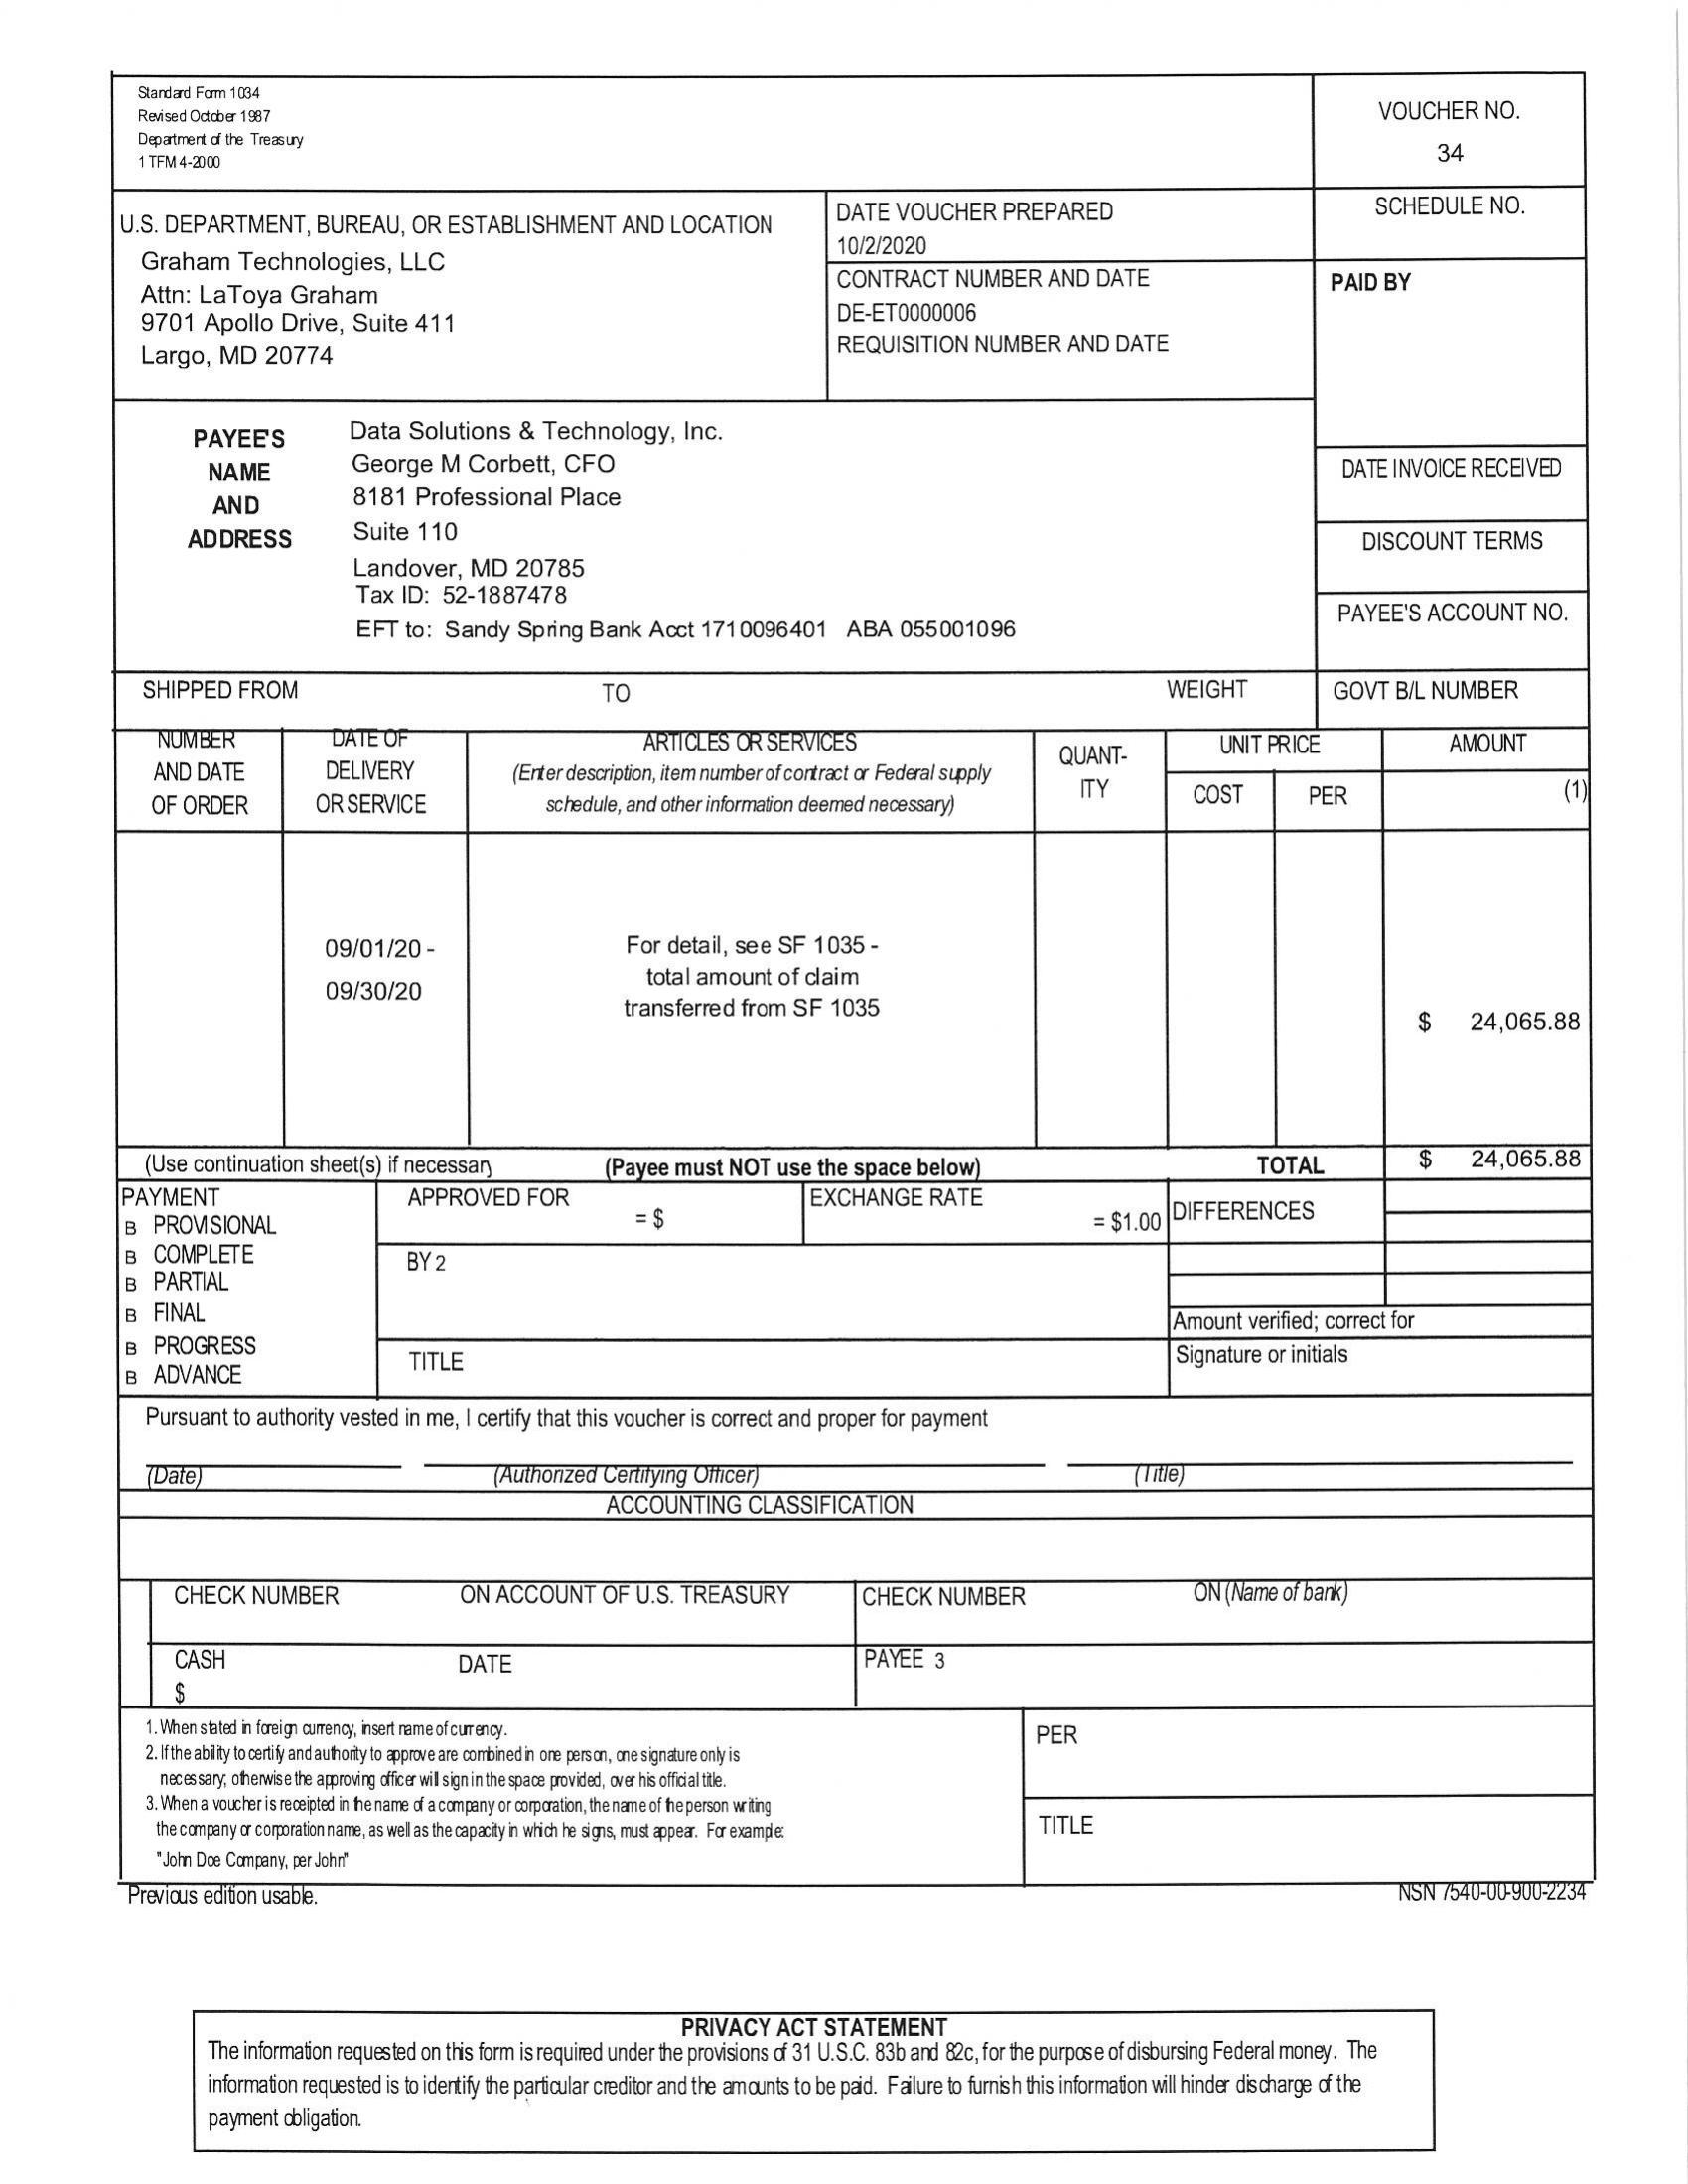 Standard Form 1034
Revised October 1987
Department of the Treasury
1 TFM 4-2000
VOUCHER NO.
34
U.S. DEPARTMENT, BUREAU, OR ESTABLISHMENT AND LOCATION
Graham Technologies, LLC
Attn: LaToya Graham
9701 Apollo Drive, Suite 411
Largo, MD 20774
DATE VOUCHER PREPARED
10/2/2020
CONTRACT NUMBER AND DATE
DE-ET0000006
REQUISITION NUMBER AND DATE
SCHEDULE NO.
PAID BY
PAYEE'S
NAME
AND
ADDRESS
Data Solutions & Technology, Inc.
George M Corbett, CFO
8181 Professional Place
Suite 110
Landover, MD 20785
Tax ID: 52-1887478
EFT to: Sandy Spring Bank Acct 1710096401 ABA 055001096
DATE INVOICE RECEIVED
DISCOUNT TERMS
PAYEE'S ACCOUNT NO.
SHIPPED FROM
TO
WEIGHT
GOVT B/L NUMBER
NUMBER
AND DATE
OF ORDER
DATE OF
DELIVERY
OR SERVICE
ARTICLES OR SERVICES
(Enter description, item number of contract or Federal supply
schedule, and other information deemed necessary)
QUANT-
ITY
UNIT PRICE
COST
PER
AMOUNT
(1)
09/01/20 -
09/30/20
For detail, see SF 1035 -
total amount of claim
transferred from SF 1035
$ 24,065.88
(Use continuation sheet(s) if necessary
(Payee must NOT use the space below)
TOTAL
$ 24,065.88
PAYMENT
B PROVISIONAL
B COMPLETE
B PARTIAL
B FINAL
B PROGRESS
B ADVANCE
APPROVED FOR
= $
EXCHANGE RATE
= $1.00
DIFFERENCES
BY 2
TITLE
Amount verified; correct for
Signature or initials
Pursuant to authority vested in me, I certify that this voucher is correct and proper for payment
(Date)
(Authorized Certifying Officer)
(Title)
ACCOUNTING CLASSIFICATION
CHECK NUMBER
ON ACCOUNT OF U.S. TREASURY
CHECK NUMBER
ON (Name of bank)
CASH
$
DATE
PAYEE 3
1. When stated in foreign currency, insert name of currency.
2. If the ability to certify and authority to approve are combined in one person, one signature only is
necessary; otherwise the approving officer will sign in the space provided, over his official title.
3. When a voucher is receipted in the name of a company or corporation, the name of the person writing
the company or corporation name, as well as the capacity in which he signs, must appear. For example:
"John Doe Company, per John"
PER
TITLE
Previous edition usable.
NSN 7540-00-900-2234
PRIVACY ACT STATEMENT
The information requested on this form is required under the provisions of 31 U.S.C. 83b and 82c, for the purpose of disbursing Federal money. The
information requested is to identify the particular creditor and the amounts to be paid. Failure to furnish this information will hinder discharge of the
payment obligation.